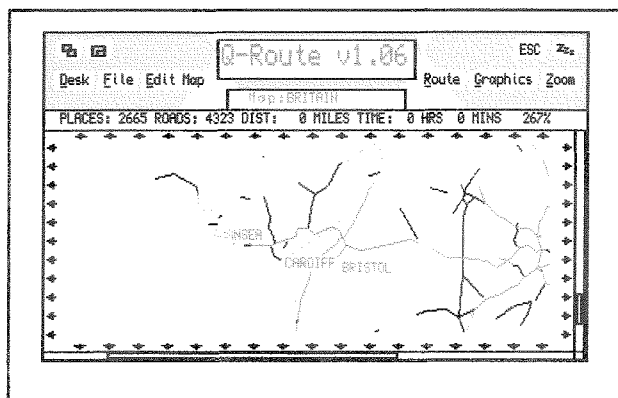 Q-Route v1.06
ESC Zzz
Desk File Edit Map Route Graphics Zoom
Map:BRITAIN
PLACES: 2665 ROADS: 4323 DIST: 0 MILES TIME: 0 HRS 0 MINS 267%
CARDIFF BRISTOL